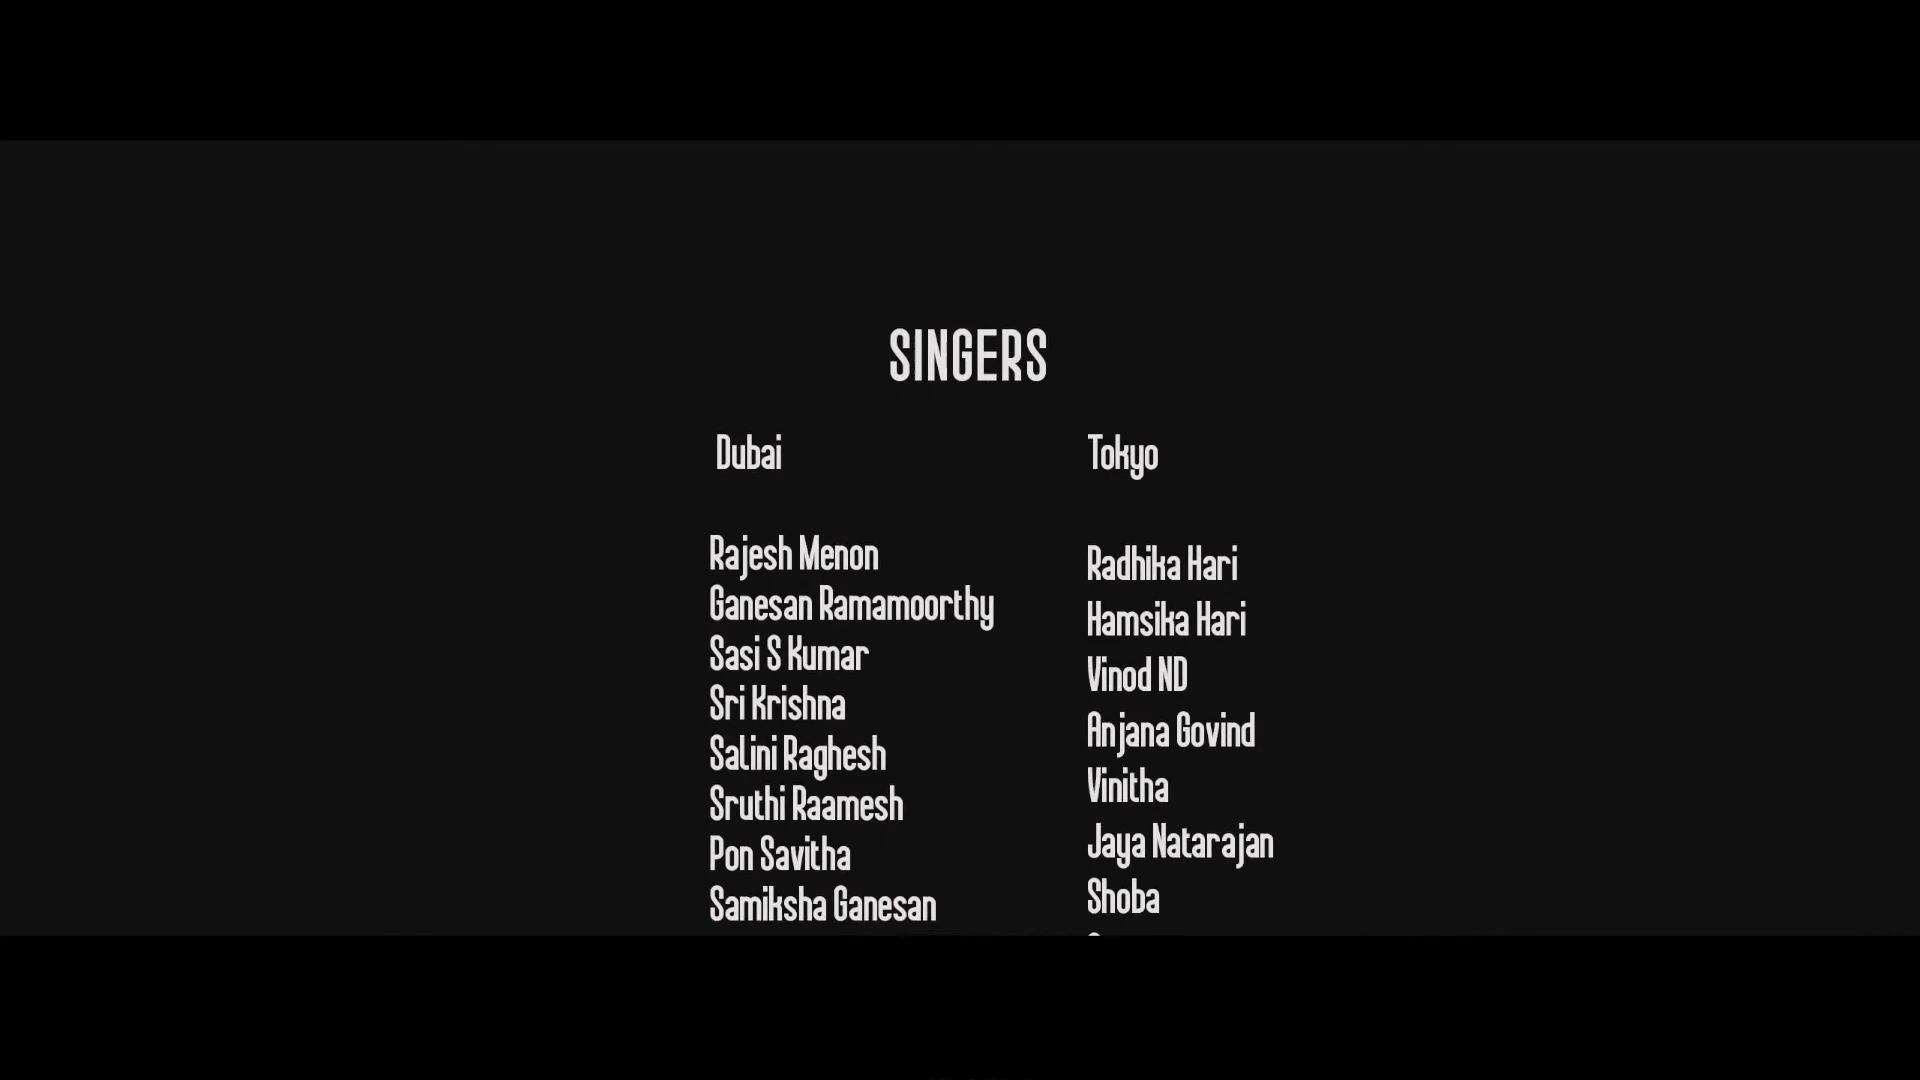 SINGERS
Dubai
Rajesh Menon
Ganesan Ramamoorthy
Sasi S Kumar
Sri Krishna
Salini Raghesh
Sruthi Raamesh
Pon Savitha
Samiksha Ganesan
Tokyo
Radhika Hari
Hamsika Hari
Vinod ND
Anjana Govind
Vinitha
Jaya Natarajan
Shoba